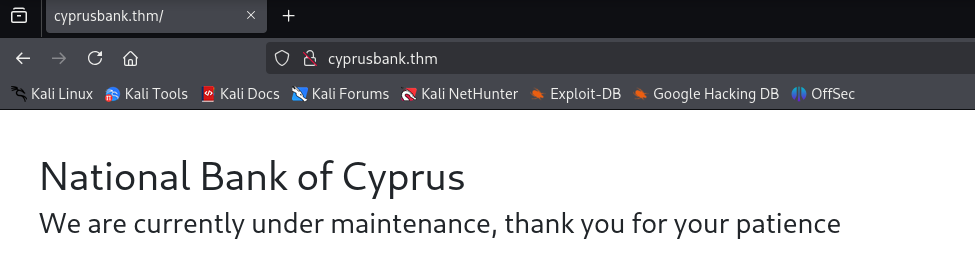 cyprusbank.thm/
cyprusbank.thm
Kali Linux Kali Tools Kali Docs Kali Forums Kali NetHunter Exploit-DB Google Hacking DB OffSec
National Bank of Cyprus
We are currently under maintenance, thank you for your patience